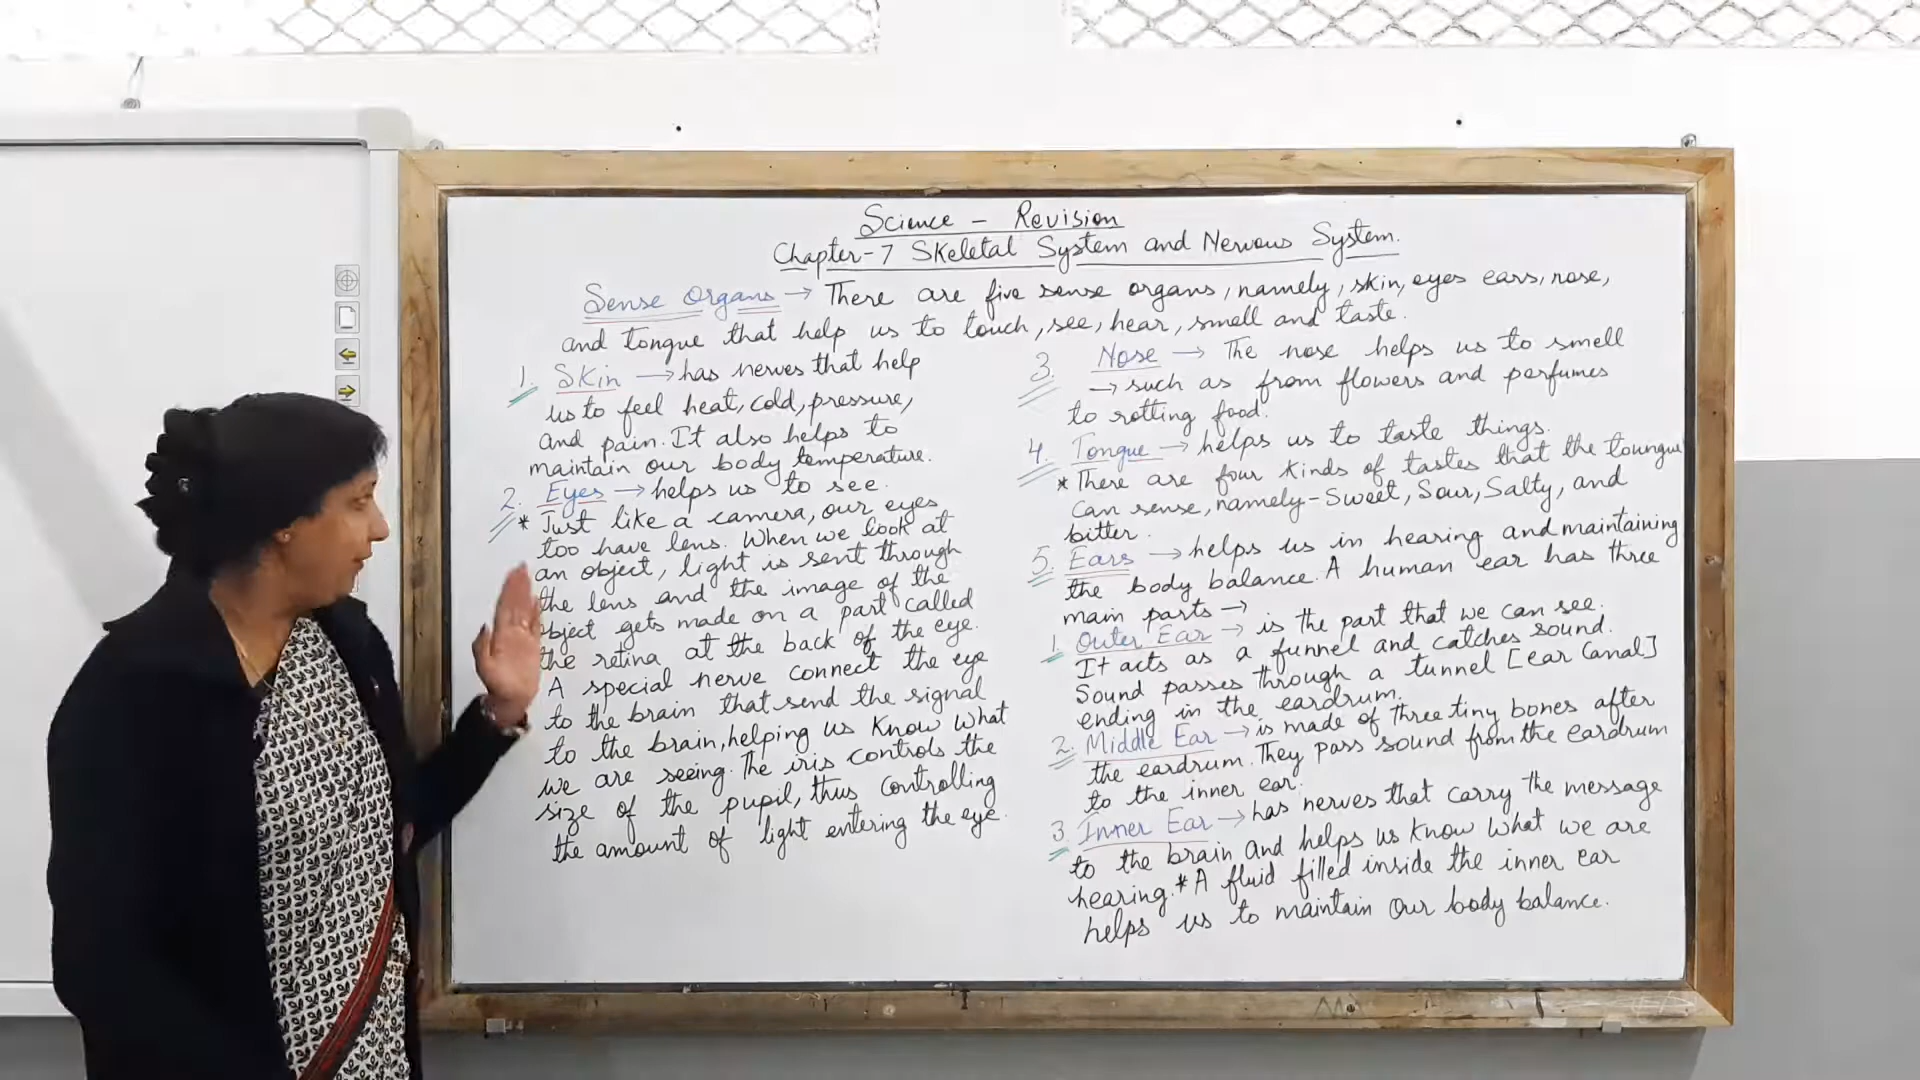 Science - Revision
Chapter-7 Skeletal System and Nervous System.
Sense Organs → There are five sense organs, namely, skin, eyes ears, nose,
and tongue that help us to touch, see, hear, smell and taste.
1. Skin → has nerves that help
us to feel heat, cold, pressure,
and pain. It also helps to
maintain our body temperature.
2. Eyes → helps us to see.
* Just like a camera, our eyes
too have lens. When we look at
an object, light is sent through
the lens and the image of the
object gets made on a part called
the retina at the back of the eye.
A special nerve connect the eye
to the brain that send the signal
to the brain, helping us know what
we are seeing. The iris controls the
size of the pupil, thus controlling
the amount of light entering the eye.
3. Nose → The nose helps us to smell
→ such as from flowers and perfumes
to rotting food.
4. Tongue → helps us to taste things.
* There are four kinds of tastes that the toungue
can sense, namely - Sweet, Sour, Salty, and
bitter.
5. Ears → helps us in hearing and maintaining
the body balance. A human ear has three
main parts →
1. Outer Ear → is the part that we can see.
It acts as a funnel and catches sound.
Sound passes through a tunnel [ear canal]
ending in the eardrum.
2. Middle Ear → is made of three tiny bones after
the eardrum. They pass sound from the eardrum
to the inner ear.
3. Inner Ear → has nerves that carry the message
to the brain and helps us know what we are
hearing. * A fluid filled inside the inner ear
helps us to maintain our body balance.